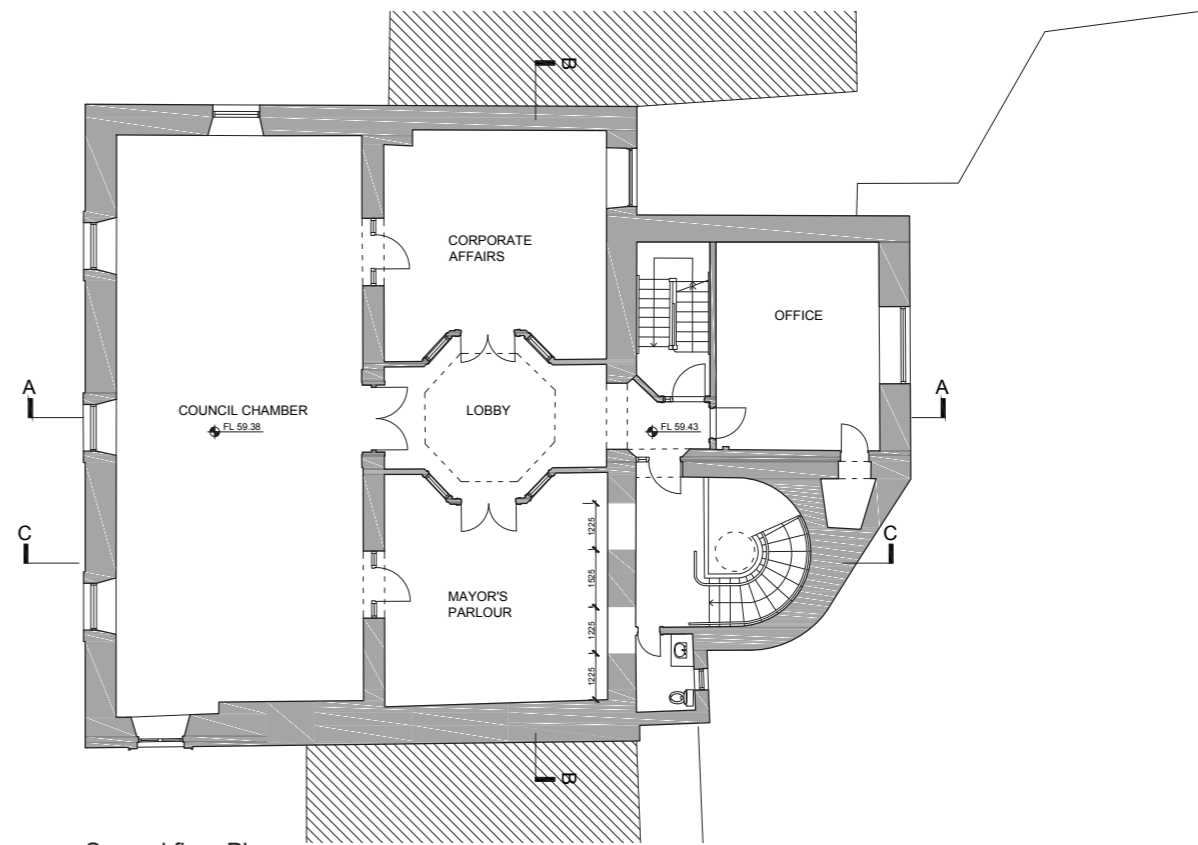 B
CORPORATE
AFFAIRS
OFFICE
A
A
COUNCIL CHAMBER
LOBBY
FL 59.38
FL 59.43
1225
C
C
1525
MAYOR'S
PARLOUR
1225
1225
B